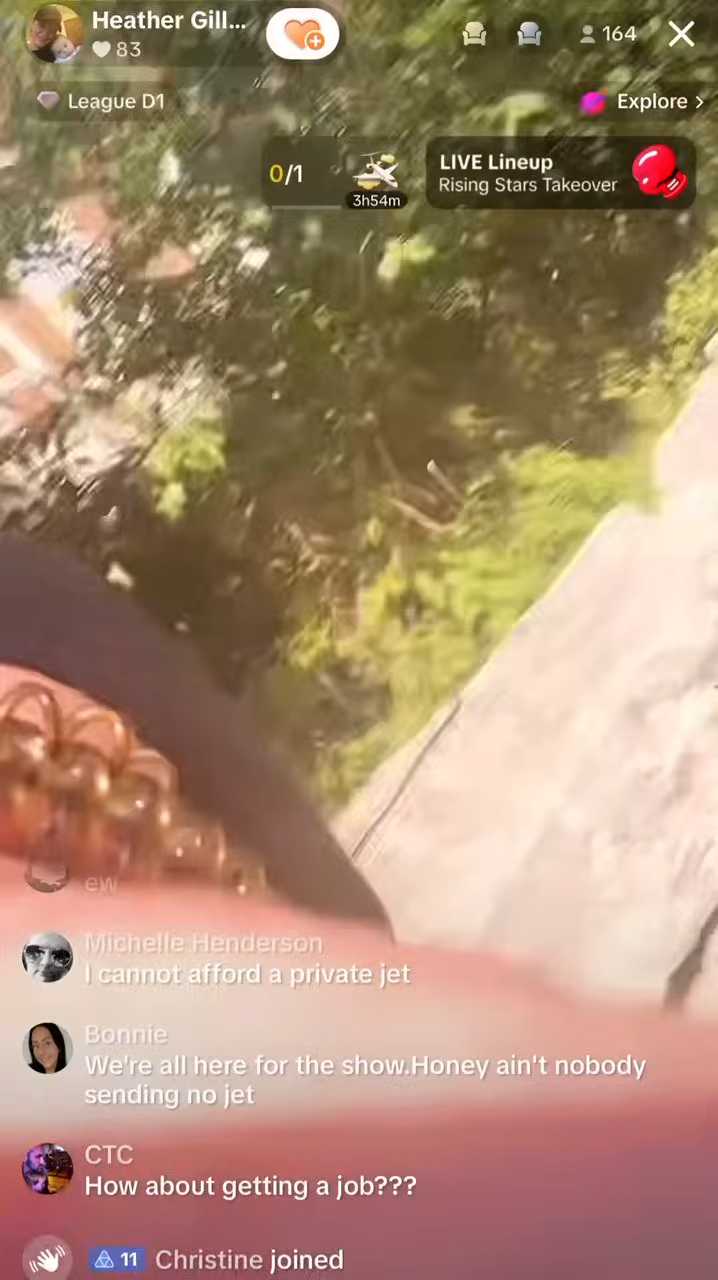 Heather Gill...
83
164
League D1
Explore >
0/1
3h54m
LIVE Lineup
Rising Stars Takeover
ew
Michelle Henderson
I cannot afford a private jet
Bonnie
We're all here for the show.Honey ain't nobody
sending no jet
CTC
How about getting a job???
11 Christine joined